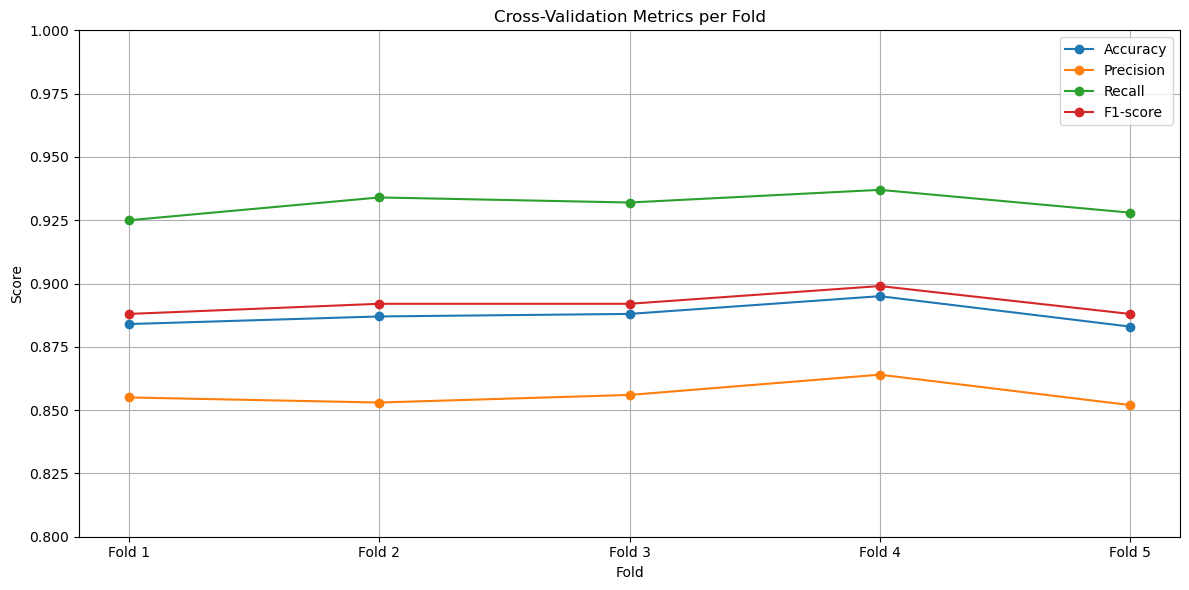 Cross-Validation Metrics per Fold
1.000
0.975
0.950
0.925
0.900
0.875
0.850
0.825
0.800
Score
Accuracy
Precision
Recall
F1-score
Fold 1 Fold 2 Fold 3 Fold 4 Fold 5
Fold